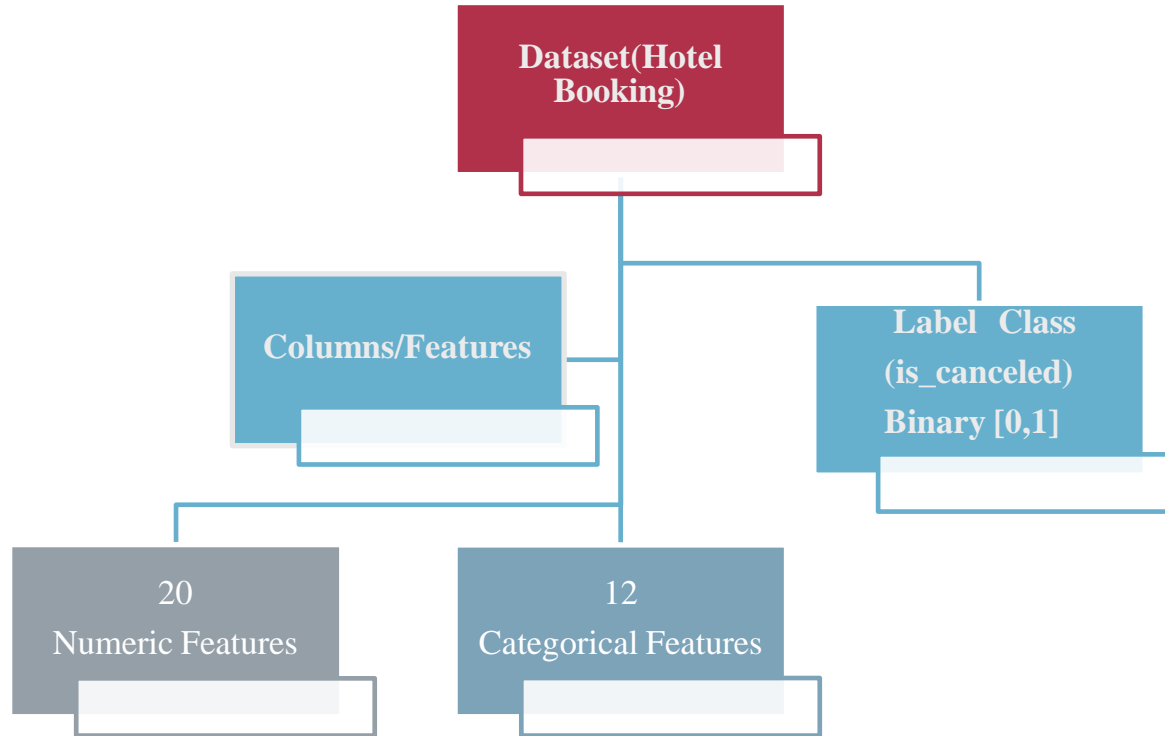 Dataset(Hotel
Booking)
Columns/Features
Label Class
(is_canceled)
Binary [0,1]
20
Numeric Features
12
Categorical Features